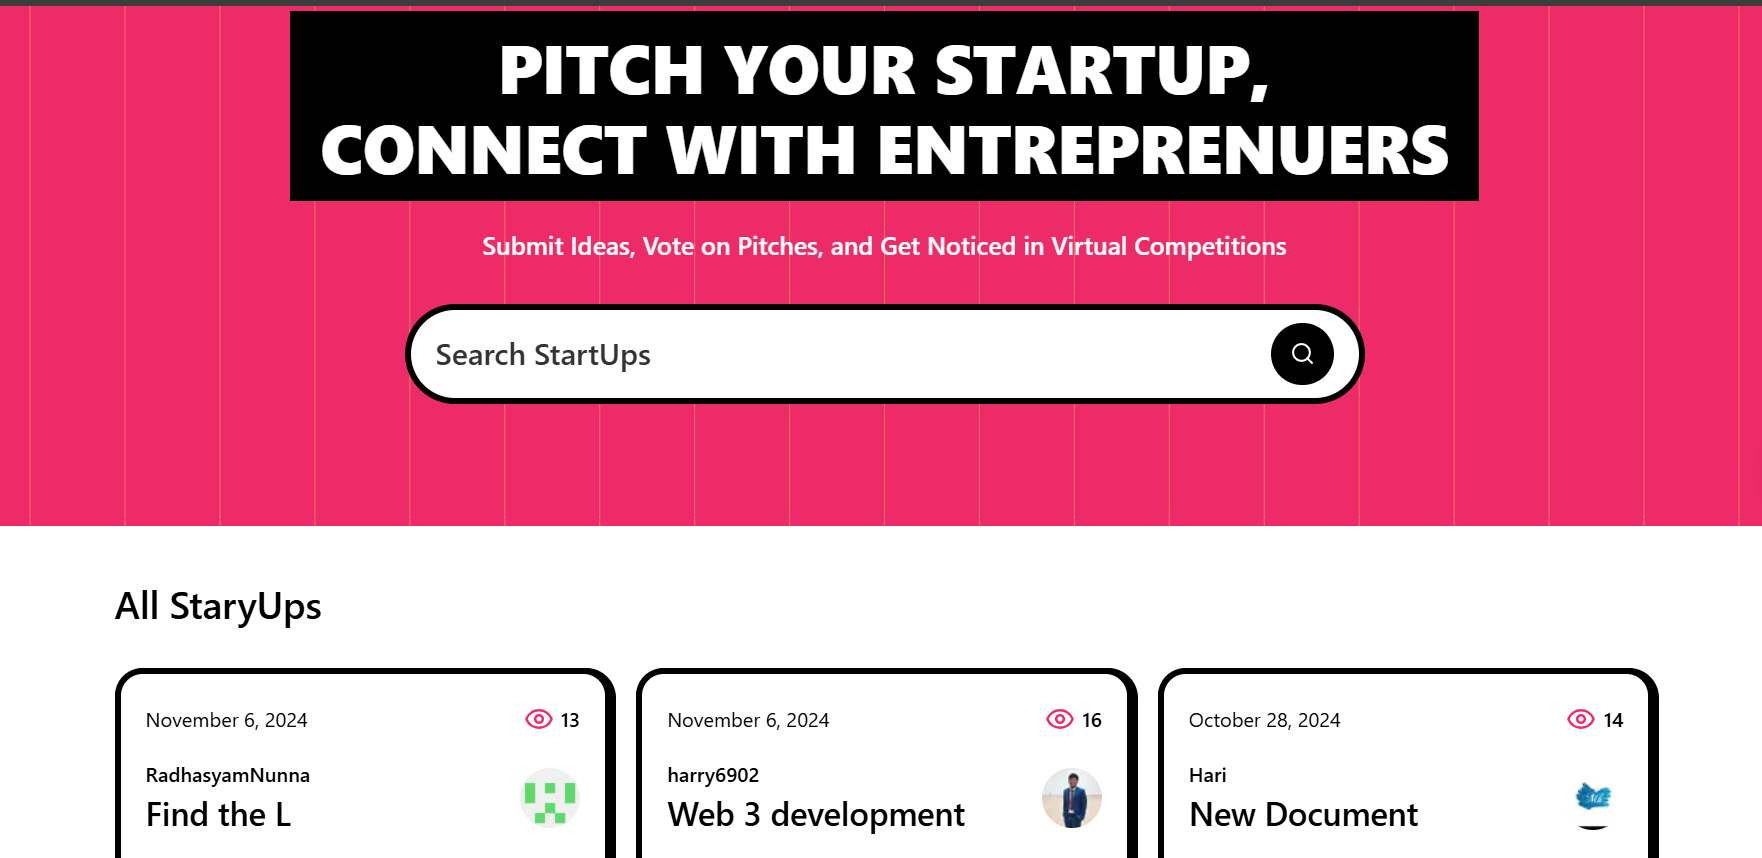 PITCH YOUR STARTUP,
CONNECT WITH ENTREPRENUERS
Submit Ideas, Vote on Pitches, and Get Noticed in Virtual Competitions
Search StartUps
All StaryUps
November 6, 2024 13
RadhasyamNunna
Find the L
November 6, 2024 16
harry6902
Web 3 development
October 28, 2024 14
Hari
New Document